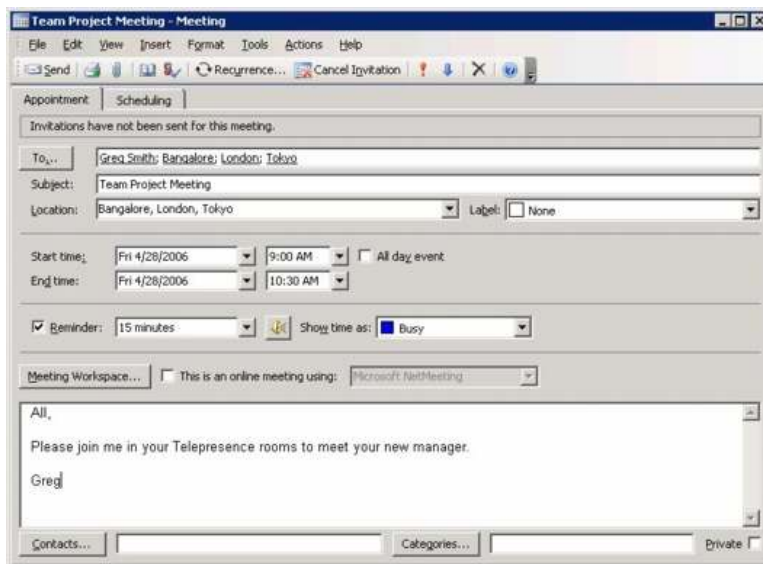 Team Project Meeting - Meeting
File Edit View Insert Format Tools Actions Help
Send Recurrence... Cancel Invitation
Appointment Scheduling
Invitations have not been sent for this meeting.
To... Greg Smith; Bangalore; London; Tokyo
Subject: Team Project Meeting
Location: Bangalore, London, Tokyo Label: None
Start time: Fri 4/28/2006 9:00 AM All day event
End time: Fri 4/28/2006 10:30 AM
Reminder: 15 minutes Show time as: Busy
Meeting Workspace... This is an online meeting using: Microsoft NetMeeting
All,
Please join me in your Telepresence rooms to meet your new manager.
Greg
Contacts... Categories... Private